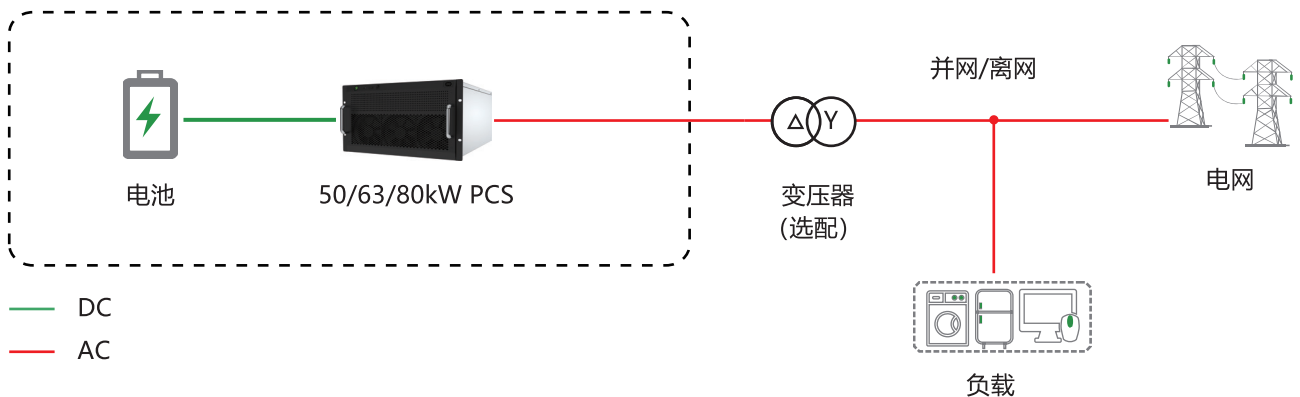 并网/离网
△ Y
电池
50/63/80kW PCS
变压器
(选配)
电网
DC
AC
负载